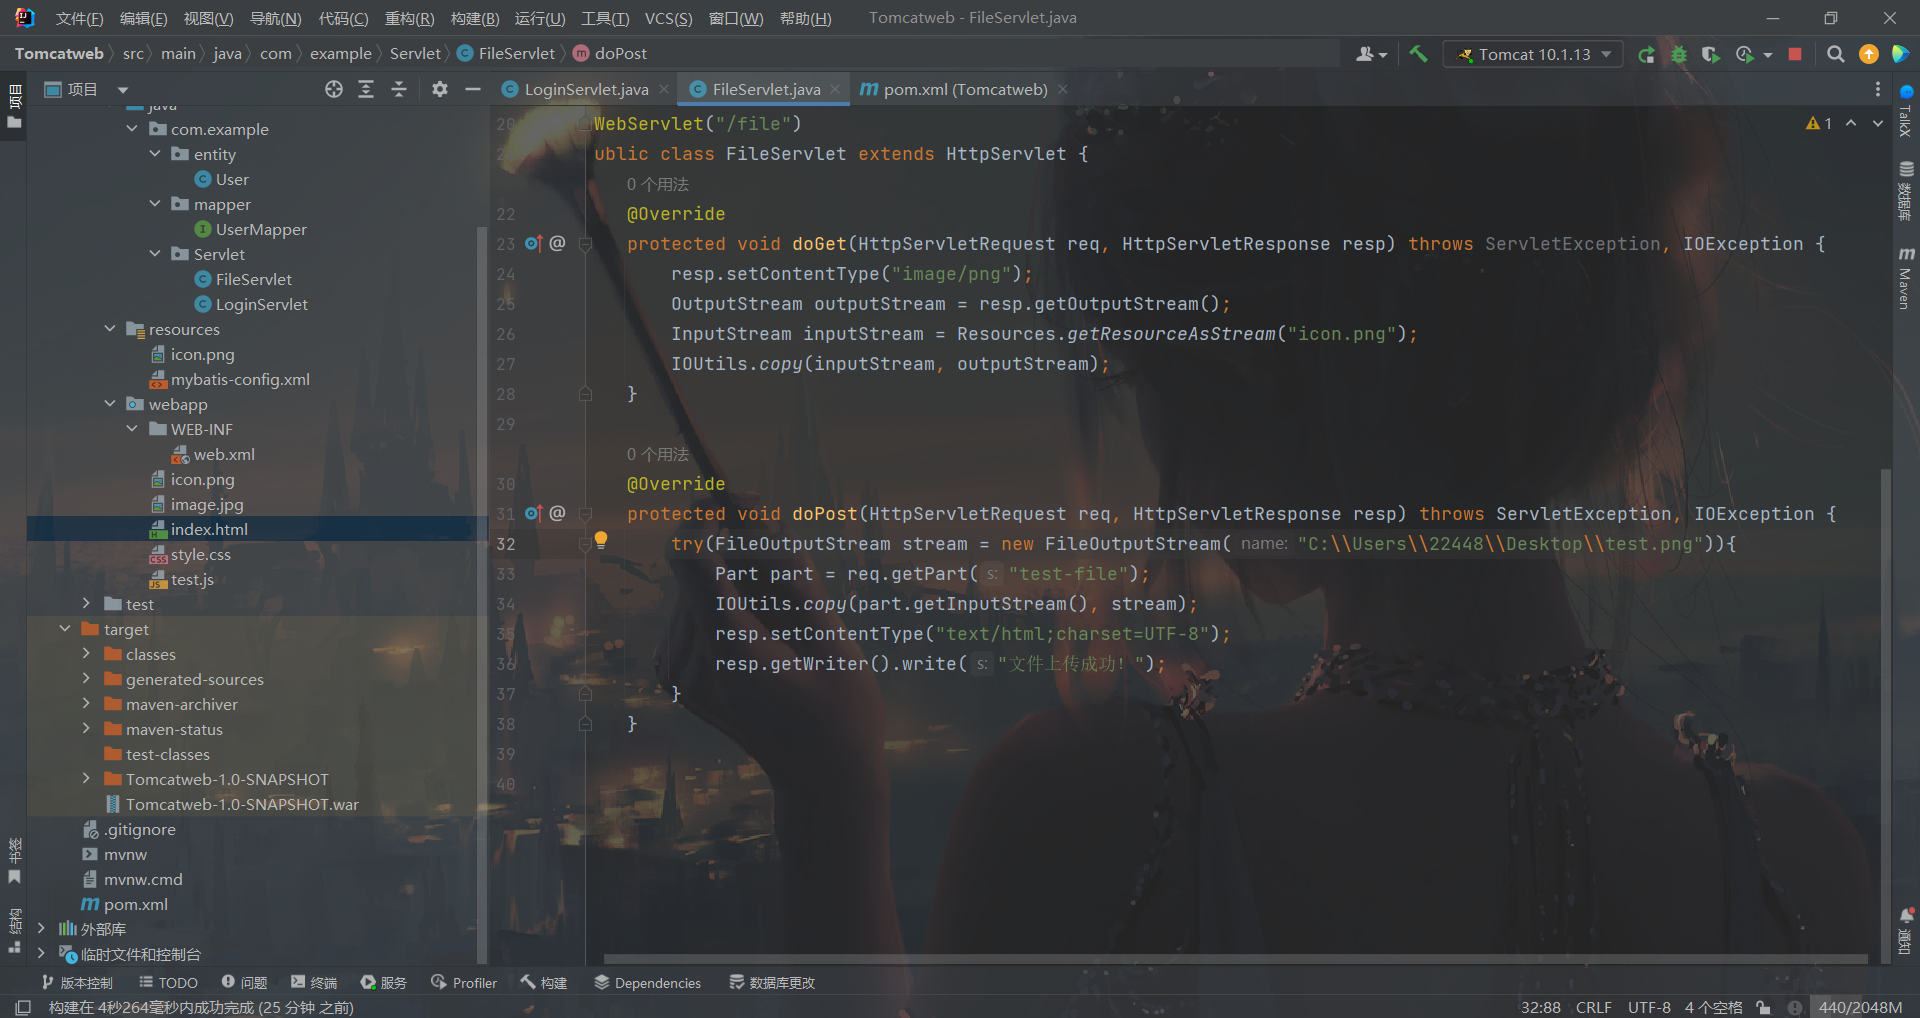 文件(F) 编辑(E) 视图(V) 导航(N) 代码(C) 重构(R) 构建(B) 运行(U) 工具(T) VCS(S) 窗口(W) 帮助(H) Tomcatweb - FileServlet.java
Tomcatweb src main java com example Servlet FileServlet doPost
Tomcat 10.1.13
项目
项目
LoginServlet.java FileServlet.java pom.xml (Tomcatweb)
java
com.example
entity
User
mapper
UserMapper
Servlet
FileServlet
LoginServlet
resources
icon.png
mybatis-config.xml
webapp
WEB-INF
web.xml
icon.png
image.jpg
index.html
style.css
test.js
test
target
classes
generated-sources
maven-archiver
maven-status
test-classes
Tomcatweb-1.0-SNAPSHOT
Tomcatweb-1.0-SNAPSHOT.war
.gitignore
mvnw
mvnw.cmd
pom.xml
外部库
临时文件和控制台
书签
结构
20 WebServlet("/file")
ublic class FileServlet extends HttpServlet {
0 个用法
22 @Override
23 protected void doGet(HttpServletRequest req, HttpServletResponse resp) throws ServletException, IOException {
24 resp.setContentType("image/png");
25 OutputStream outputStream = resp.getOutputStream();
26 InputStream inputStream = Resources.getResourceAsStream("icon.png");
27 IOUtils.copy(inputStream, outputStream);
28 }
29
0 个用法
30 @Override
31 protected void doPost(HttpServletRequest req, HttpServletResponse resp) throws ServletException, IOException {
32 try(FileOutputStream stream = new FileOutputStream( name: "C:\\Users\\22448\\Desktop\\test.png")){
33 Part part = req.getPart( s: "test-file");
34 IOUtils.copy(part.getInputStream(), stream);
35 resp.setContentType("text/html;charset=UTF-8");
36 resp.getWriter().write( s: "文件上传成功！");
37 }
38 }
39
40
1
TalkX
数据库
Maven
通知
版本控制 TODO 问题 终端 服务 Profiler 构建 Dependencies 数据库更改
构建在 4秒264毫秒内成功完成 (25 分钟 之前)
32:88 CRLF UTF-8 4 个空格 440/2048M